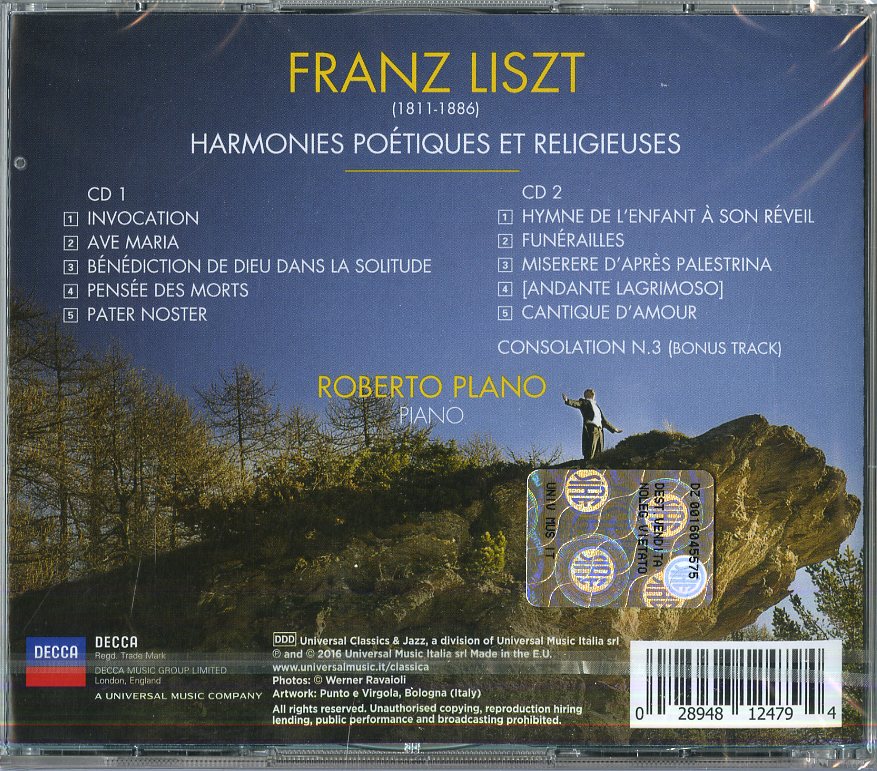 FRANZ LISZT
(1811-1886)
HARMONIES POÉTIQUES ET RELIGIEUSES
CD 1
1 INVOCATION
2 AVE MARIA
3 BÉNÉDICTION DE DIEU DANS LA SOLITUDE
4 PENSÉE DES MORTS
5 PATER NOSTER
CD 2
1 HYMNE DE L'ENFANT À SON RÉVEIL
2 FUNÉRAILLES
3 MISERERE D'APRÈS PALESTRINA
4 [ANDANTE LAGRIMOSO]
5 CANTIQUE D'AMOUR
CONSOLATION N.3 (BONUS TRACK)
ROBERTO PLANO
PIANO
UNIV MUS IT
NOLEG VIETATO
DEST VENDITA
DZ 0016045575
DECCA
DECCA
Regd. Trade Mark
DECCA MUSIC GROUP LIMITED
London, England
A UNIVERSAL MUSIC COMPANY
DDD Universal Classics & Jazz, a division of Universal Music Italia srl
℗ and © 2016 Universal Music Italia srl Made in the E.U.
www.universalmusic.it/classica
Photos: © Werner Ravaioli
Artwork: Punto e Virgola, Bologna (Italy)
All rights reserved. Unauthorised copying, reproduction hiring
lending, public performance and broadcasting prohibited.
0 28948 12479 4